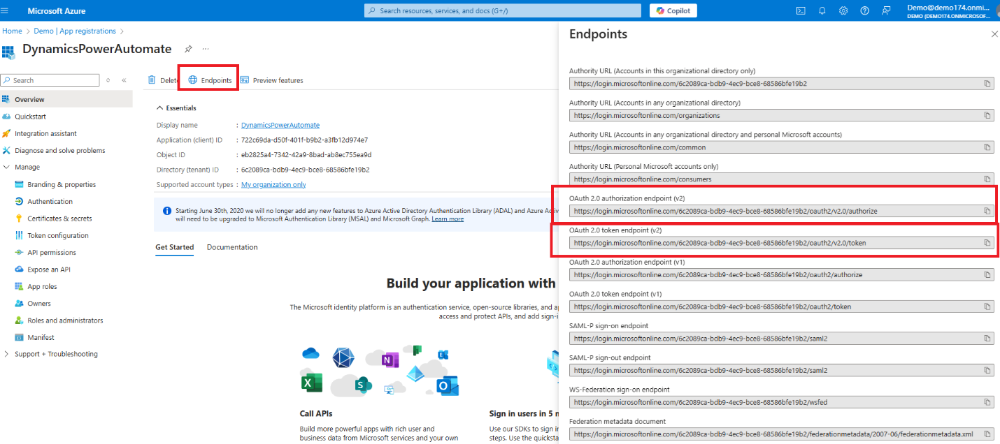 Microsoft Azure
Search resources, services, and docs (G+/)
Copilot
Demo@demo174.onmi...
DEMO (DEMO174.ONMICROSOF...
Home > Demo | App registrations >
DynamicsPowerAutomate
...
Search
Overview
Quickstart
Integration assistant
Diagnose and solve problems
Manage
Branding & properties
Authentication
Certificates & secrets
Token configuration
API permissions
Expose an API
App roles
Owners
Roles and administrators
Manifest
Support + Troubleshooting
Delete
Endpoints
Preview features
Essentials
Display name : DynamicsPowerAutomate
Application (client) ID : 722c69da-d50f-401f-b9b2-a3fb12d974e7
Object ID : eb2825a4-7342-42a9-8bad-ab8ec755ea9d
Directory (tenant) ID : 6c2089ca-bdb9-4ec9-bce8-68586bfe19b2
Supported account types : My organization only
Starting June 30th, 2020 we will no longer add any new features to Azure Active Directory Authentication Library (ADAL) and Azure Activ
will need to be upgraded to Microsoft Authentication Library (MSAL) and Microsoft Graph. Learn more
Get Started
Documentation
Build your application with
The Microsoft identity platform is an authentication service, open-source libraries, and ap
access and protect APIs, and add sign-i
Call APIs
Build more powerful apps with rich user and
business data from Microsoft services and your own
Sign in users in 5 m
Use our SDKs to sign in
steps. Use the quicksta
Endpoints
Authority URL (Accounts in this organizational directory only)
https://login.microsoftonline.com/6c2089ca-bdb9-4ec9-bce8-68586bfe19b2
Authority URL (Accounts in any organizational directory)
https://login.microsoftonline.com/organizations
Authority URL (Accounts in any organizational directory and personal Microsoft accounts)
https://login.microsoftonline.com/common
Authority URL (Personal Microsoft accounts only)
https://login.microsoftonline.com/consumers
OAuth 2.0 authorization endpoint (v2)
https://login.microsoftonline.com/6c2089ca-bdb9-4ec9-bce8-68586bfe19b2/oauth2/v2.0/authorize
OAuth 2.0 token endpoint (v2)
https://login.microsoftonline.com/6c2089ca-bdb9-4ec9-bce8-68586bfe19b2/oauth2/v2.0/token
OAuth 2.0 authorization endpoint (v1)
https://login.microsoftonline.com/6c2089ca-bdb9-4ec9-bce8-68586bfe19b2/oauth2/authorize
OAuth 2.0 token endpoint (v1)
https://login.microsoftonline.com/6c2089ca-bdb9-4ec9-bce8-68586bfe19b2/oauth2/token
SAML-P sign-on endpoint
https://login.microsoftonline.com/6c2089ca-bdb9-4ec9-bce8-68586bfe19b2/saml2
SAML-P sign-out endpoint
https://login.microsoftonline.com/6c2089ca-bdb9-4ec9-bce8-68586bfe19b2/saml2
WS-Federation sign-on endpoint
https://login.microsoftonline.com/6c2089ca-bdb9-4ec9-bce8-68586bfe19b2/wsfed
Federation metadata document
https://login.microsoftonline.com/6c2089ca-bdb9-4ec9-bce8-68586bfe19b2/federationmetadata/2007-06/federationmetadata.xml